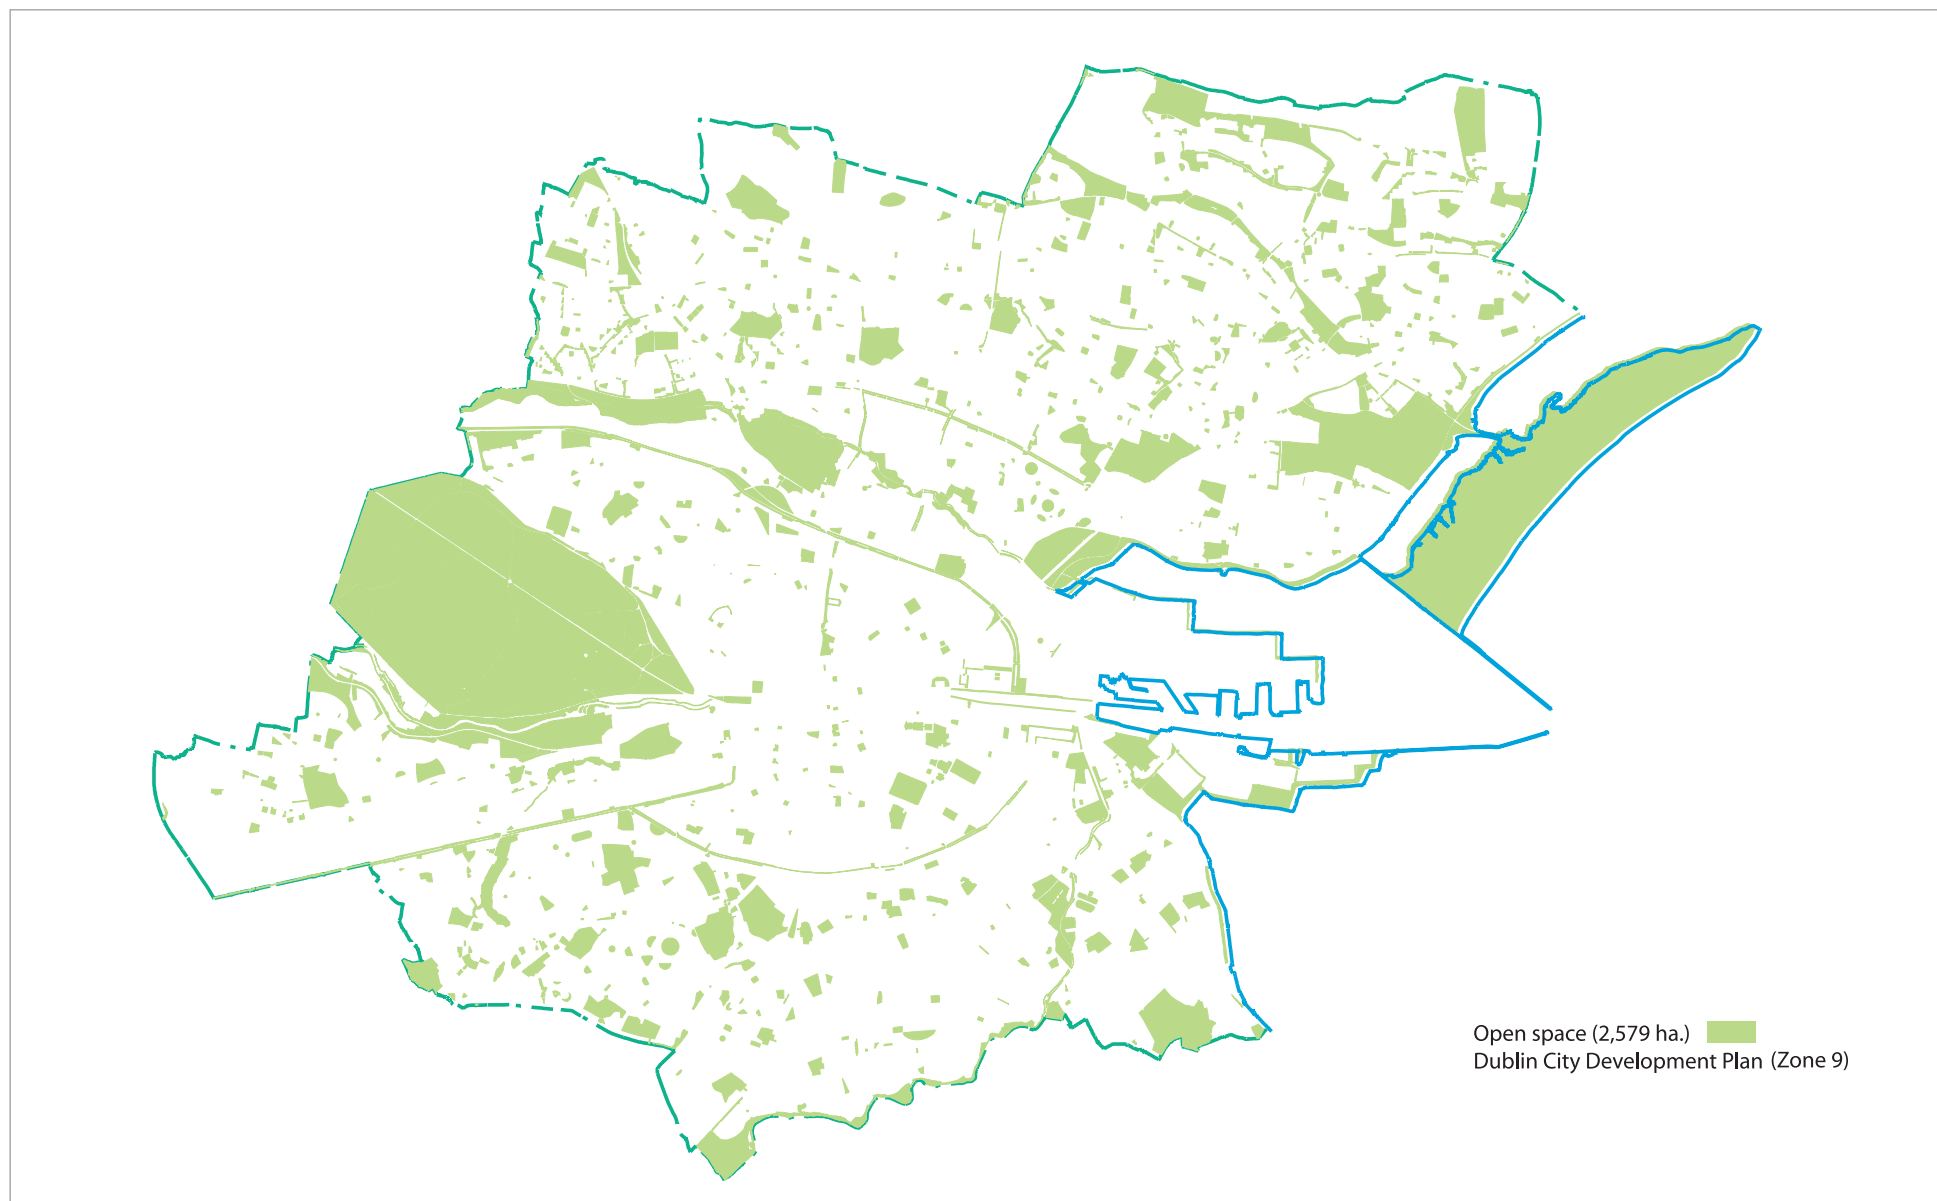 Open space (2,579 ha.)
Dublin City Development Plan (Zone 9)